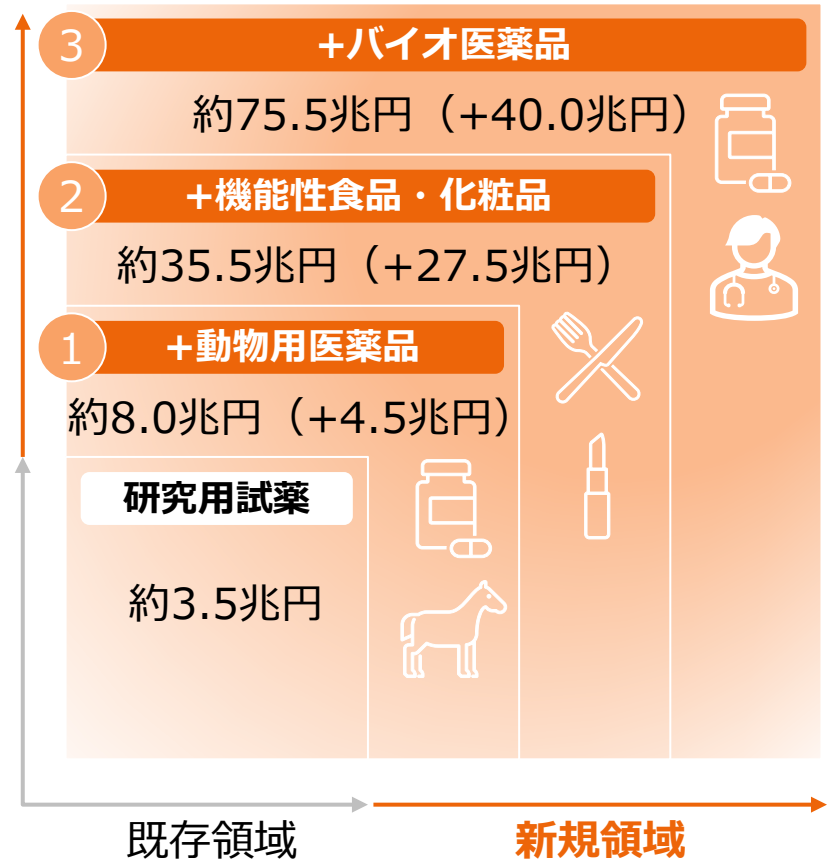 3
+バイオ医薬品
約75.5兆円（+40.0兆円）
2
+機能性食品・化粧品
約35.5兆円（+27.5兆円）
1
+動物用医薬品
約8.0兆円（+4.5兆円）
研究用試薬
約3.5兆円
既存領域
新規領域